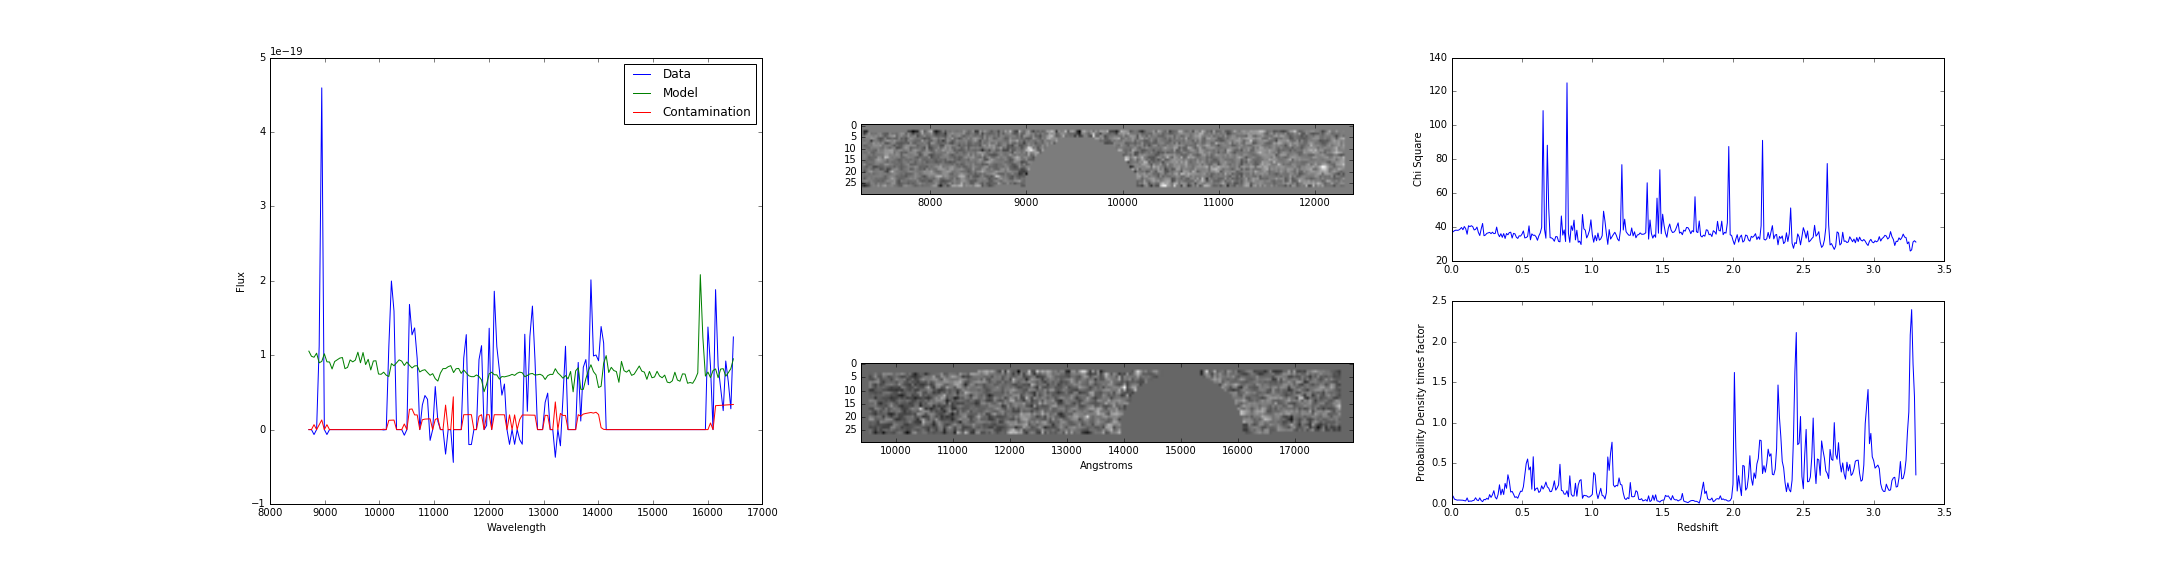 1e−19
5
4
3
2
1
0
−1
8000 9000 10000 11000 12000 13000 14000 15000 16000 17000
Flux
Wavelength
Data
Model
Contamination
0
5
10
15
20
25
8000 9000 10000 11000 12000
0
5
10
15
20
25
10000 11000 12000 13000 14000 15000 16000 17000
Angstroms
140
120
100
80
60
40
20
Chi Square
0.0 0.5 1.0 1.5 2.0 2.5 3.0 3.5
2.5
2.0
1.5
1.0
0.5
0.0
Probability Density times factor
0.0 0.5 1.0 1.5 2.0 2.5 3.0 3.5
Redshift